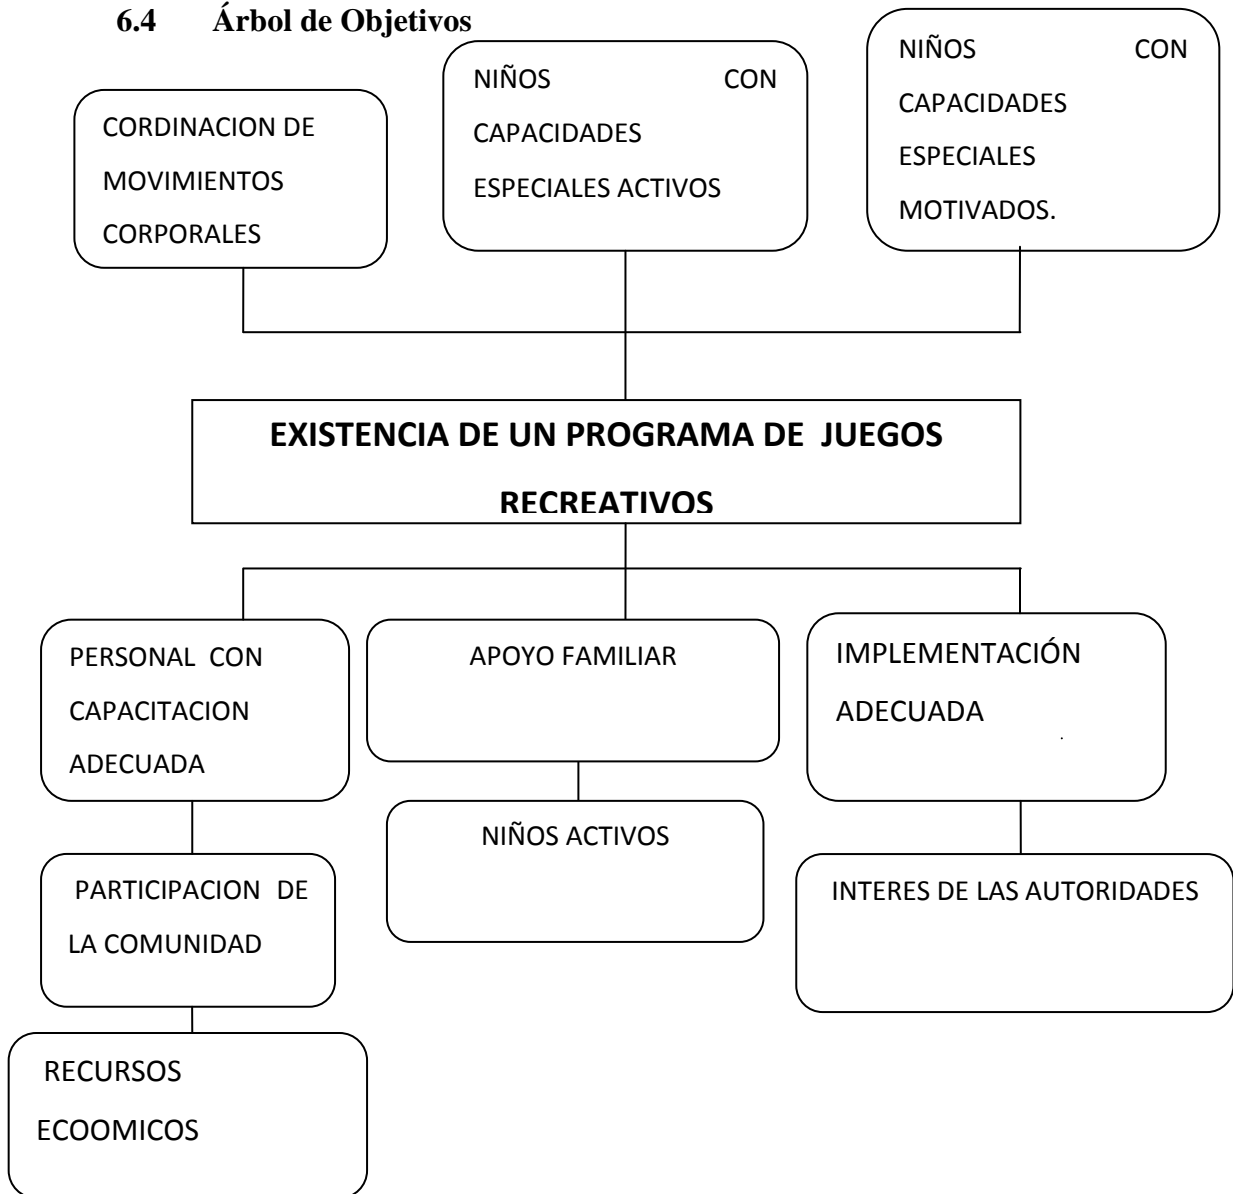 6.4 Árbol de Objetivos
CORDINACION DE
MOVIMIENTOS
CORPORALES
NIÑOS CON
CAPACIDADES
ESPECIALES ACTIVOS
NIÑOS CON
CAPACIDADES
ESPECIALES
MOTIVADOS.
EXISTENCIA DE UN PROGRAMA DE JUEGOS
RECREATIVOS
PERSONAL CON
CAPACITACION
ADECUADA
APOYO FAMILIAR
IMPLEMENTACIÓN
ADECUADA
.
PARTICIPACION DE
LA COMUNIDAD
NIÑOS ACTIVOS
INTERES DE LAS AUTORIDADES
RECURSOS
ECOOMICOS